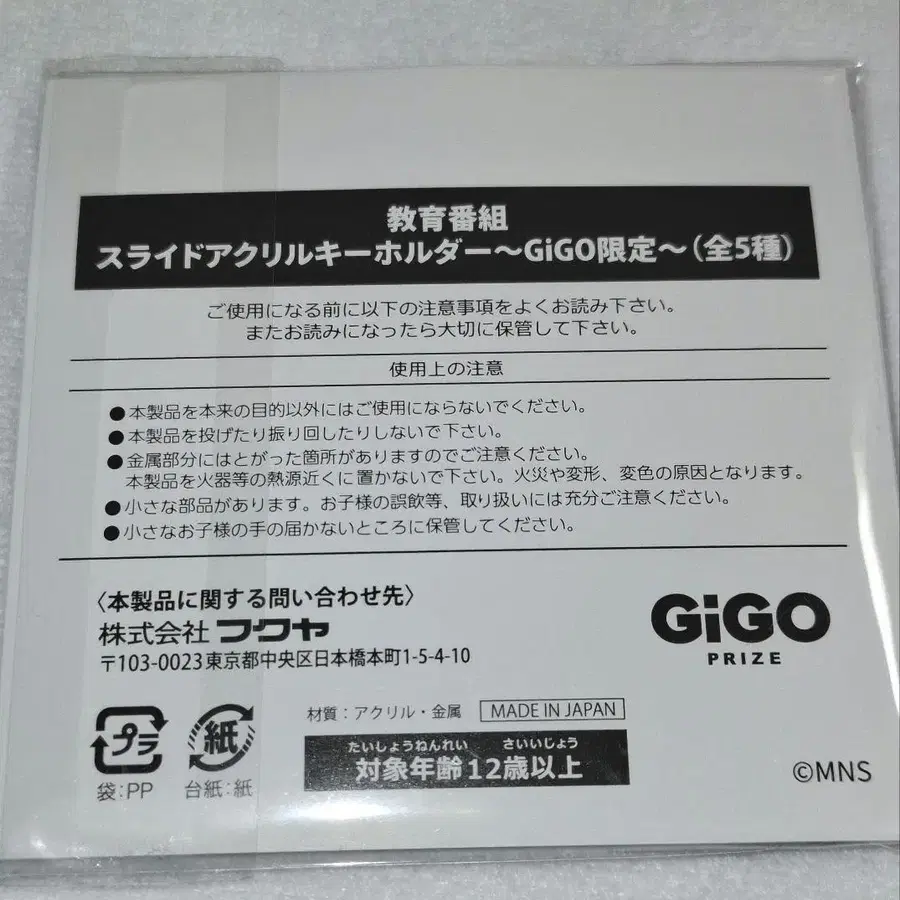 教育番組
スライドアクリルキーホルダー～GiGO限定～（全5種）
ご使用になる前に以下の注意事項をよくお読み下さい。
またお読みになったら大切に保管して下さい。
使用上の注意
●本製品を本来の目的以外にはご使用にならないでください。
●本製品を投げたり振り回したりしないで下さい。
●金属部分にはとがった箇所がありますのでご注意ください。
本製品を火器等の熱源近くに置かないで下さい。火災や変形、変色の原因となります。
●小さな部品があります。お子様の誤飲等、取り扱いには充分ご注意ください。
●小さなお子様の手の届かないところに保管してください。
〈本製品に関する問い合わせ先〉
株式会社フクヤ
〒103-0023東京都中央区日本橋本町1-5-4-10
GiGO
PRIZE
プラ
袋：PP
紙
台紙：紙
材質：アクリル・金属 MADE IN JAPAN
たいしょうねんれい さいいじょう
対象年齢12歳以上
©MNS